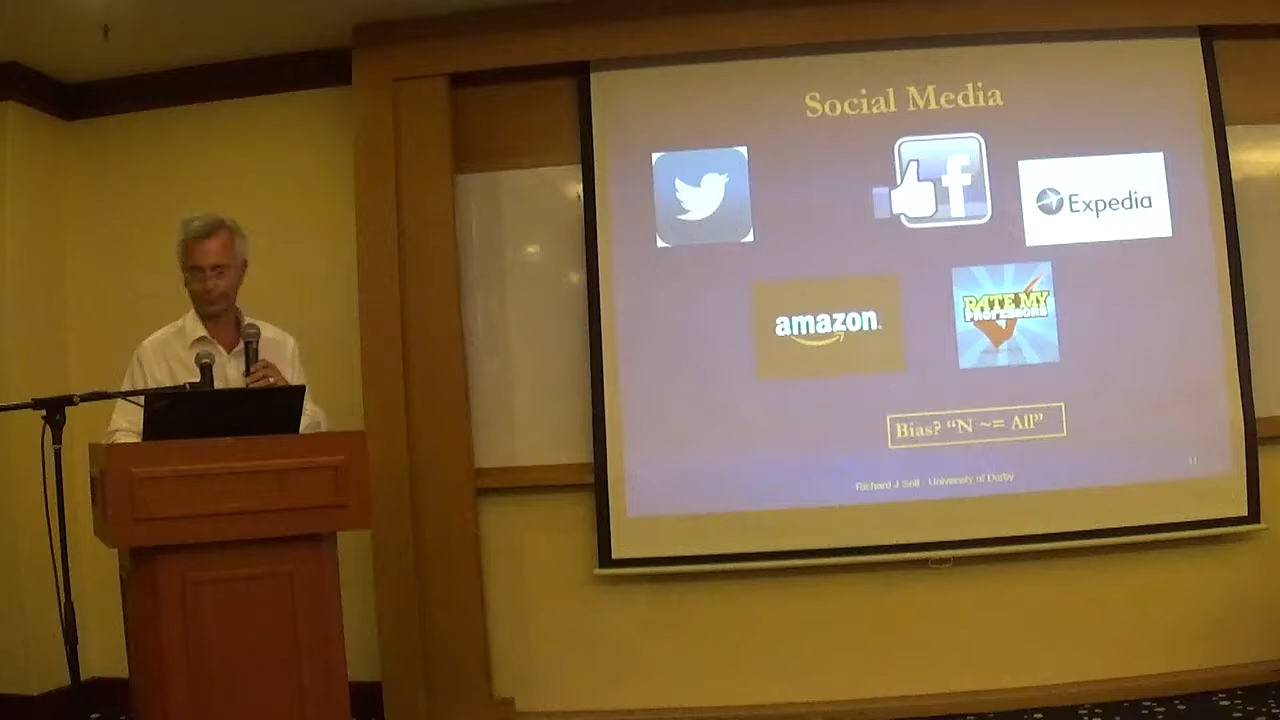 Social Media
f
Expedia
amazon
RATE MY
PROFESSORS
Bias? “N ~= All”
Richard J Self - University of Derby